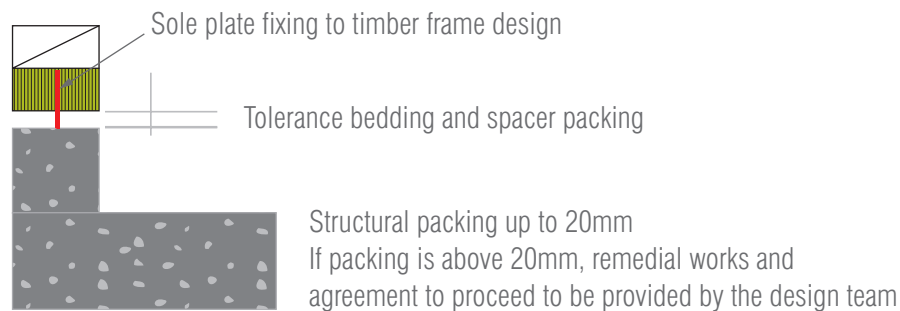 Sole plate fixing to timber frame design
Tolerance bedding and spacer packing
Structural packing up to 20mm
If packing is above 20mm, remedial works and
agreement to proceed to be provided by the design team